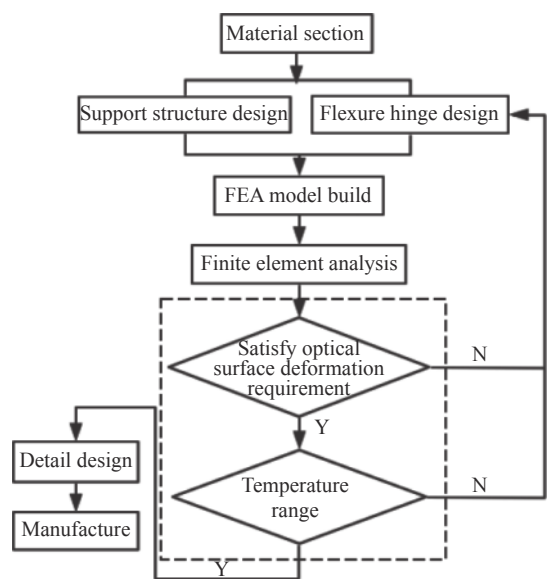 Material section
Support structure design
Flexure hinge design
FEA model build
Finite element analysis
Satisfy optical
surface deformation
requirement
N
Y
Detail design
Temperature
range
N
Manufacture
Y